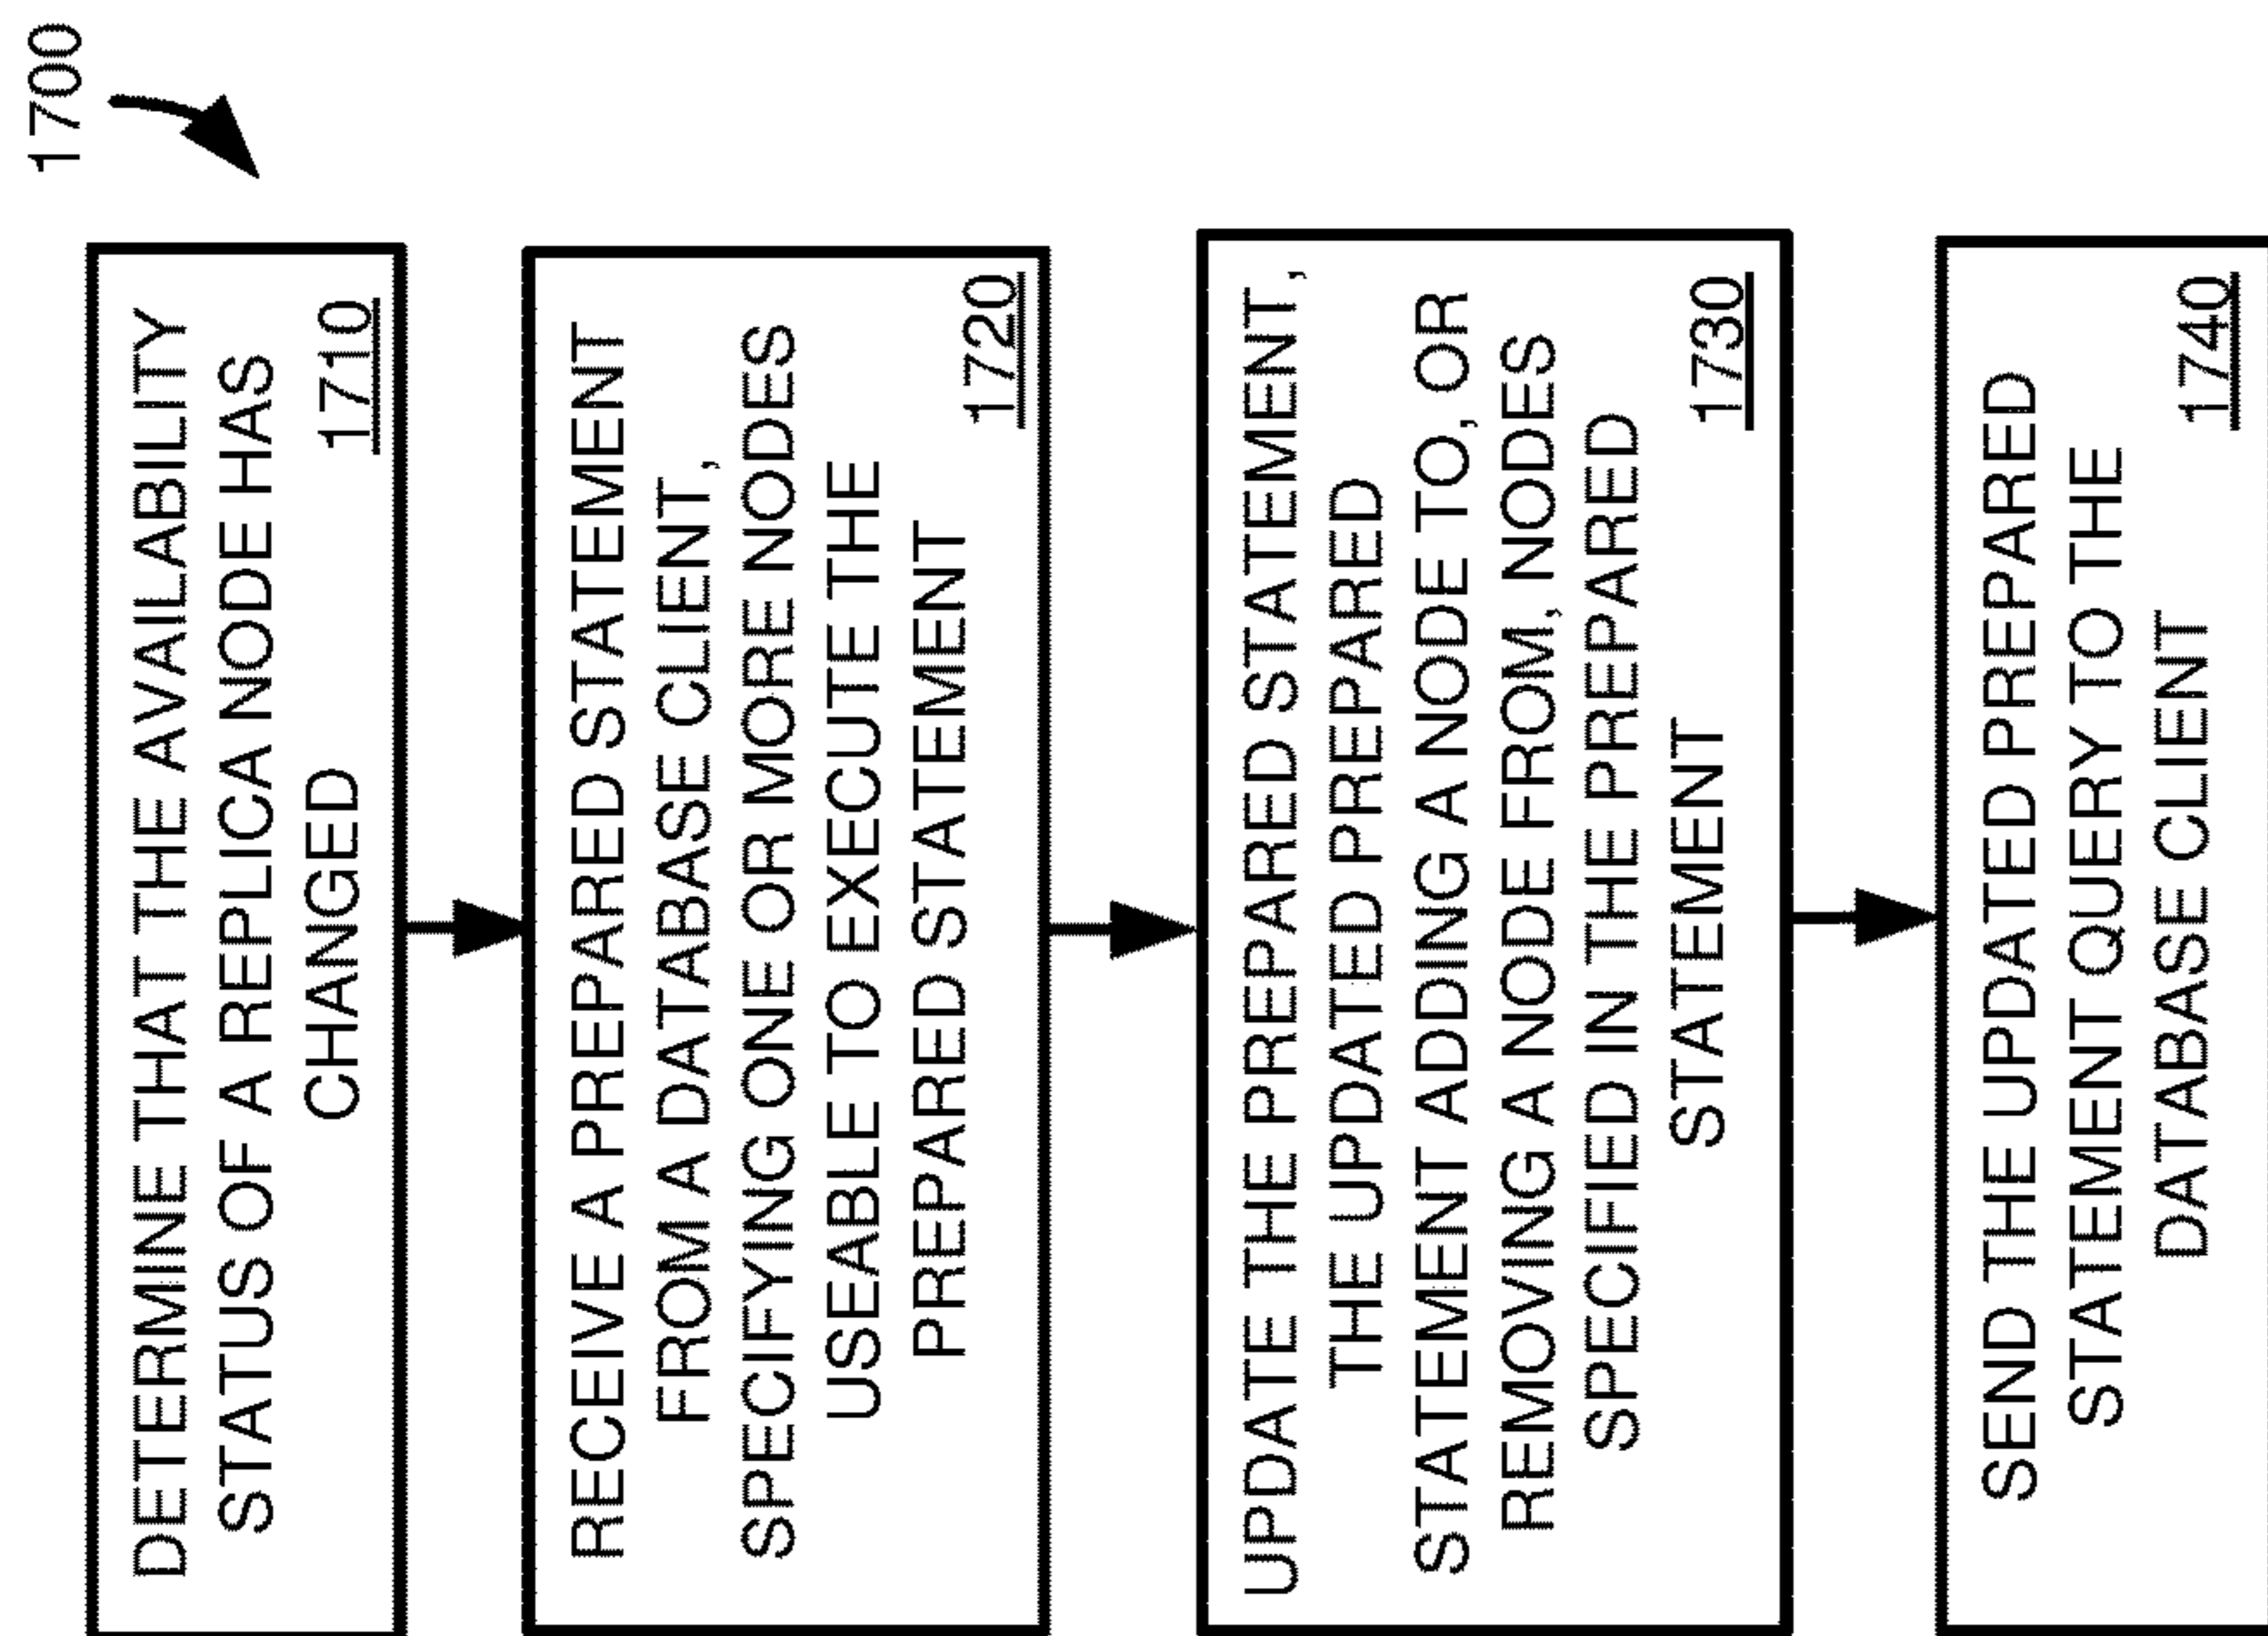 1700
DETERMINE THAT THE AVAILABILITY
STATUS OF A REPLICA NODE HAS
CHANGED
1710
RECEIVE A PREPARED STATEMENT
FROM A DATABASE CLIENT,
SPECIFYING ONE OR MORE NODES
USEABLE TO EXECUTE THE
PREPARED STATEMENT
1720
UPDATE THE PREPARED STATEMENT,
THE UPDATED PREPARED
STATEMENT ADDING A NODE TO, OR
REMOVING A NODE FROM, NODES
SPECIFIED IN THE PREPARED
STATEMENT
1730
SEND THE UPDATED PREPARED
STATEMENT QUERY TO THE
DATABASE CLIENT
1740